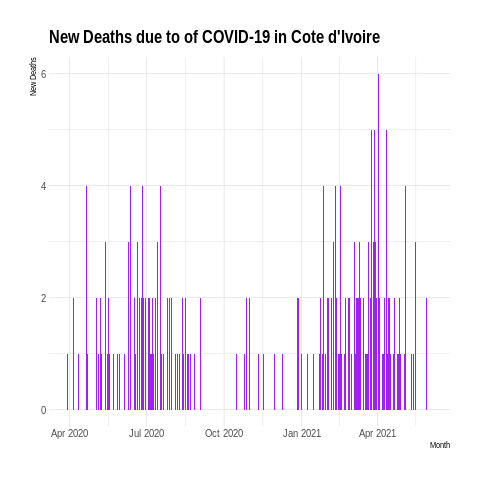 New Deaths due to of COVID-19 in Cote d'Ivoire
New Deaths
6
4
2
0
Apr 2020 Jul 2020 Oct 2020 Jan 2021 Apr 2021
Month